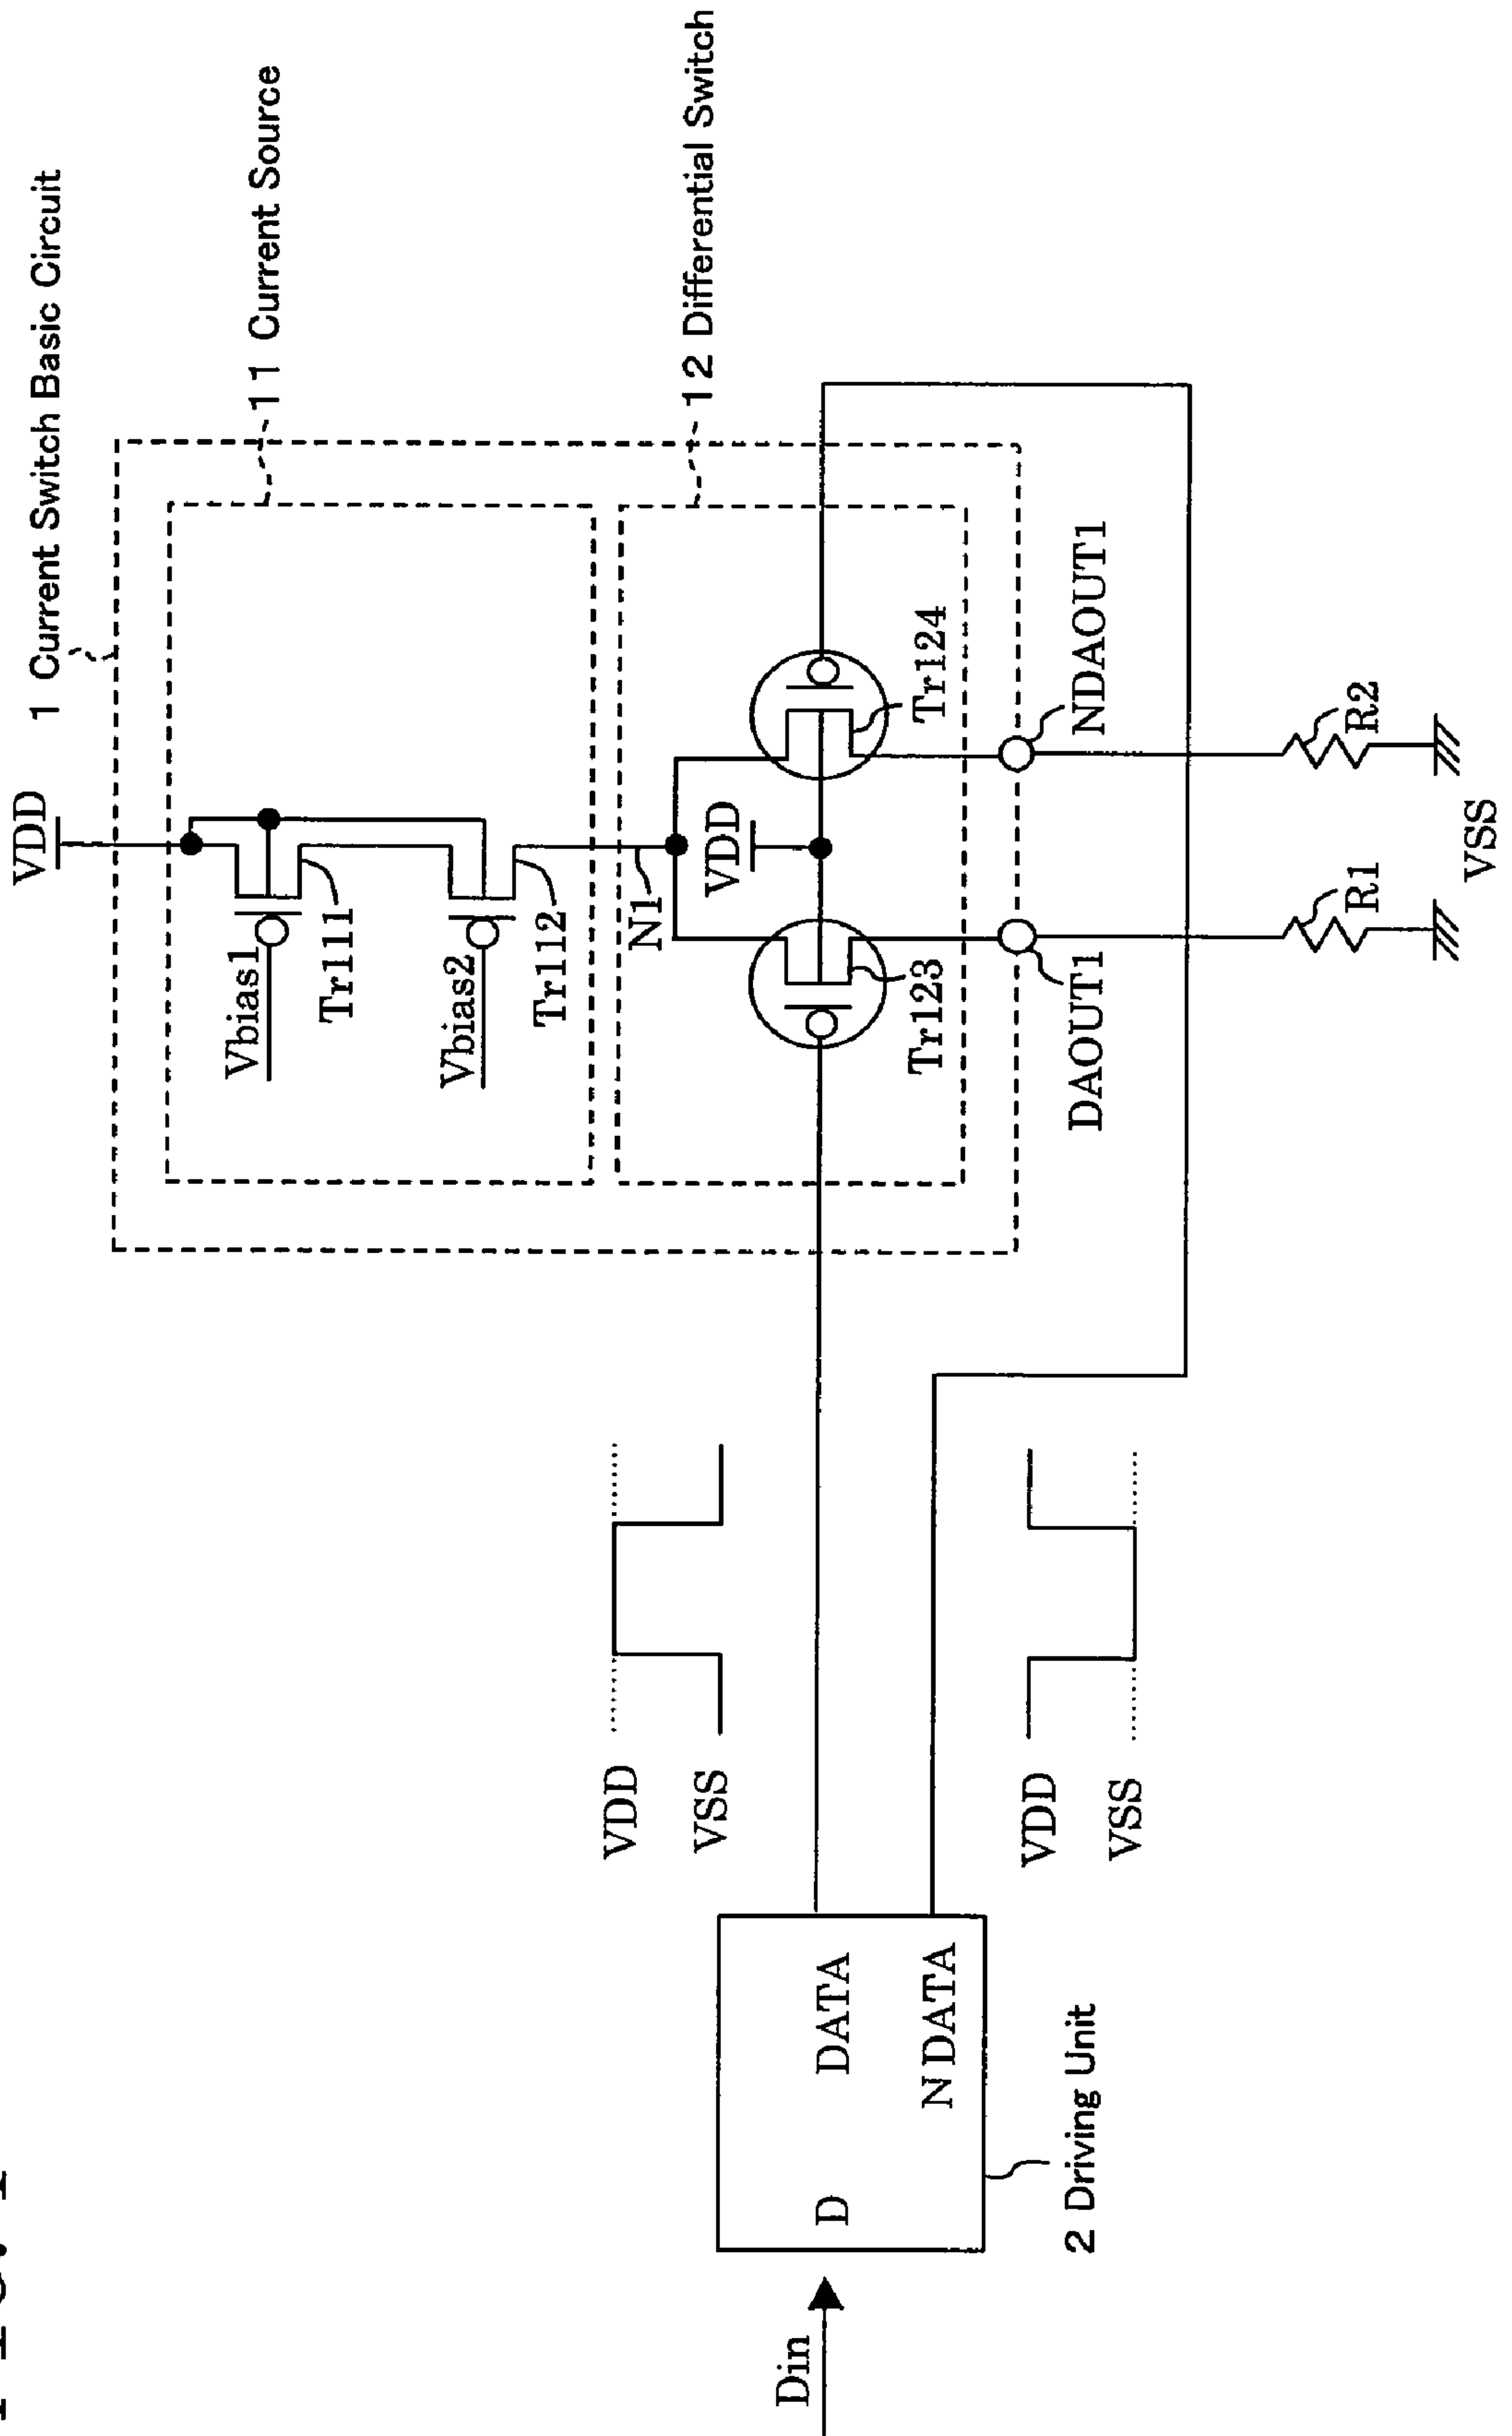 1 Current Switch Basic Circuit
11 Current Source
12 Differential Switch
VDD
Vbias1
Tr111
Vbias2
Tr112
N1
VDD
Tr123
Tr124
DAOUT1
NDAOUT1
R1
R2
VSS
VDD
VSS
VDD
VSS
Din
D
DATA
NDATA
2 Driving Unit